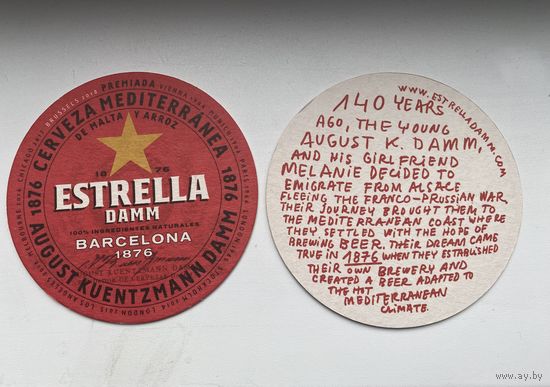 PREMIADA
CERVEZA MEDITERRÁNEA
DE MALTA Y ARROZ
1876
1876
18 76
ESTRELLA
DAMM
100% INGREDIENTES NATURALES
BARCELONA
1876
AUGUST KUENTZMANN DAMM
WWW.ESTRELLADAMM.COM
140 YEARS
AGO, THE YOUNG
AUGUST K. DAMM,
AND HIS GIRLFRIEND
MELANIE DECIDED TO
EMIGRATE FROM ALSACE
FLEEING THE FRANCO-PRUSSIAN WAR
THEIR JOURNEY BROUGHT THEM TO
THE MEDITERRANEAN COAST WHERE
THEY SETTLED WITH THE HOPE OF
BREWING BEER. THEIR DREAM CAME
TRUE IN 1876 WHEN THEY ESTABLISHED
THEIR OWN BREWERY AND
CREATED A BEER ADAPTED TO
THE HOT
MEDITERRANEAN
CLIMATE.
www.ay.by